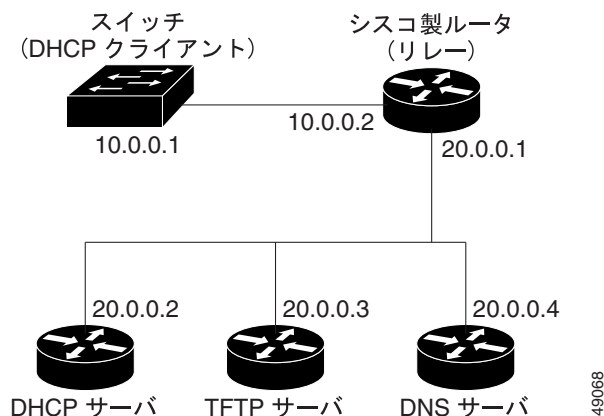 スイッチ
(DHCP クライアント)
シスコ製ルータ
(リレー)
10.0.0.2
10.0.0.1
20.0.0.1
20.0.0.2
20.0.0.3
20.0.0.4
DHCP サーバ
TFTP サーバ
DNS サーバ
49068